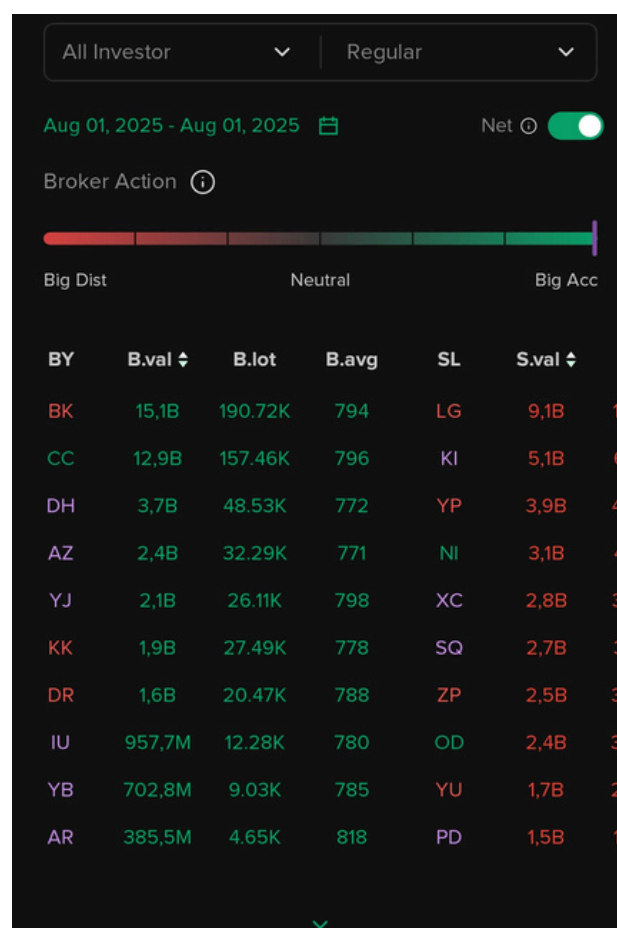 All Investor Regular
Aug 01, 2025 - Aug 01, 2025 Net
Broker Action
Big Dist Neutral Big Acc
BY B.val B.lot B.avg SL S.val
BK 15,1B 190.72K 794 LG 9,1B
CC 12,9B 157.46K 796 KI 5,1B
DH 3,7B 48.53K 772 YP 3,9B
AZ 2,4B 32.29K 771 NI 3,1B
YJ 2,1B 26.11K 798 XC 2,8B
KK 1,9B 27.49K 778 SQ 2,7B
DR 1,6B 20.47K 788 ZP 2,5B
IU 957,7M 12.28K 780 OD 2,4B
YB 702,8M 9.03K 785 YU 1,7B
AR 385,5M 4.65K 818 PD 1,5B